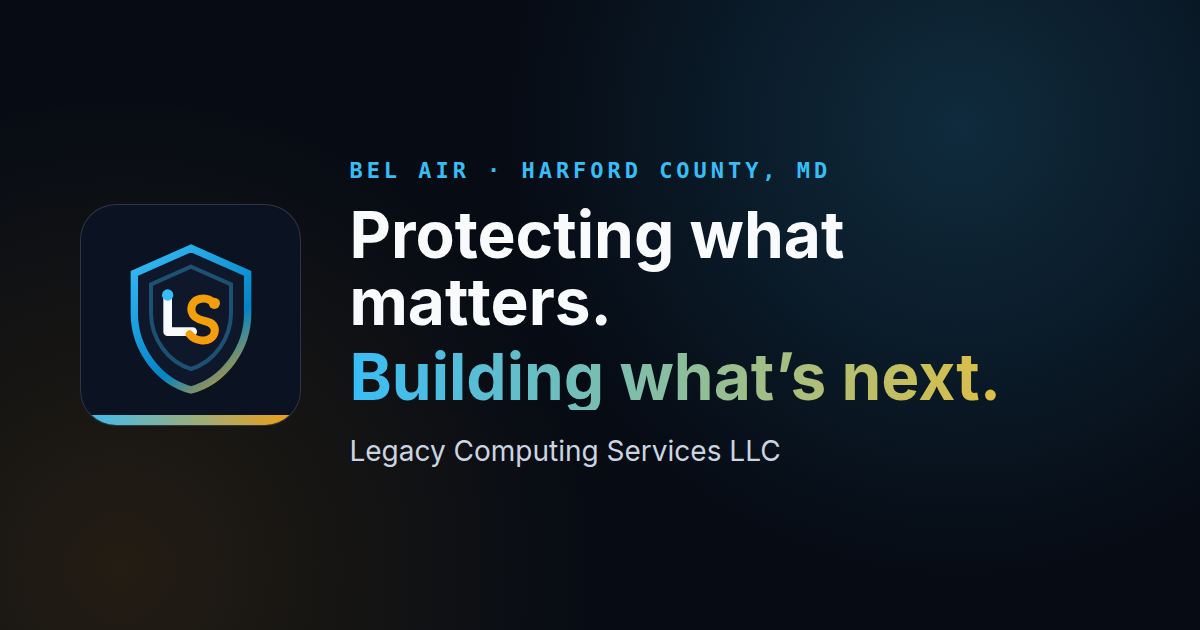 BEL AIR · HARFORD COUNTY, MD
Protecting what
matters.
Building what’s next.
Legacy Computing Services LLC
LS